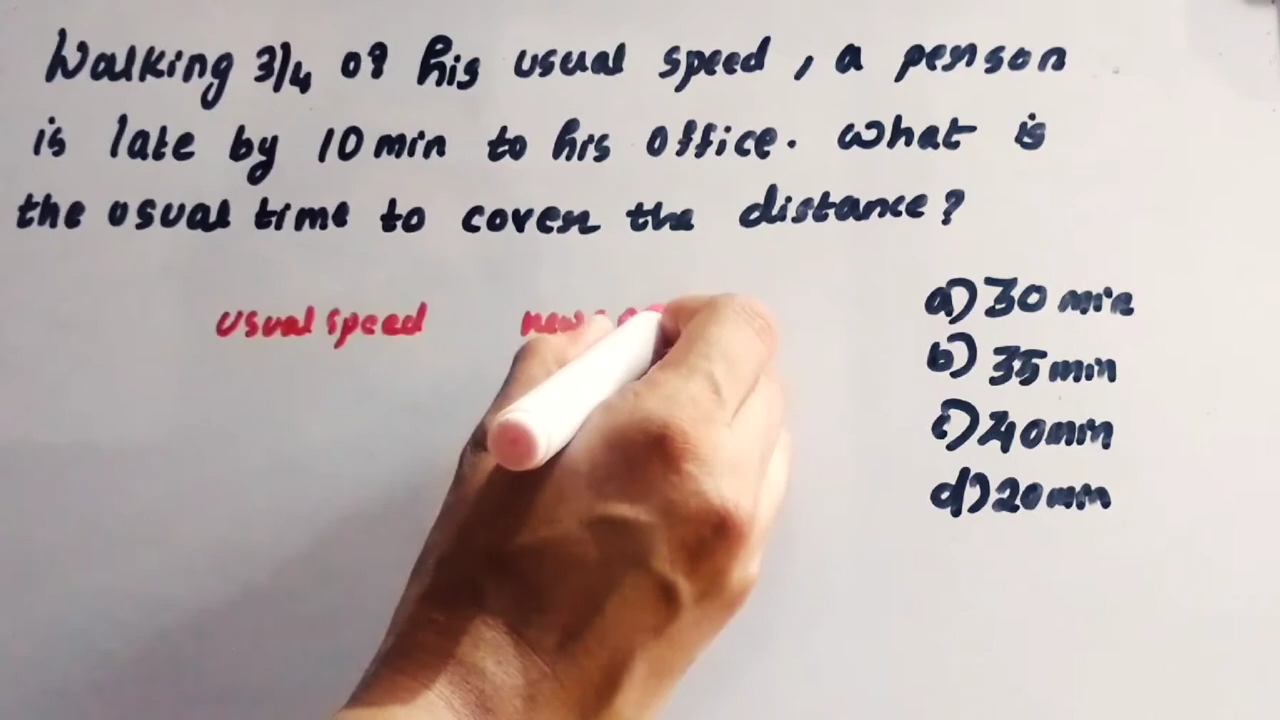 Walking 3/4 of his usual speed, a person
is late by 10 min to his office. What is
the usual time to cover the distance?
usual speed new
a) 30 min
b) 35 min
c) 40 min
d) 20 min